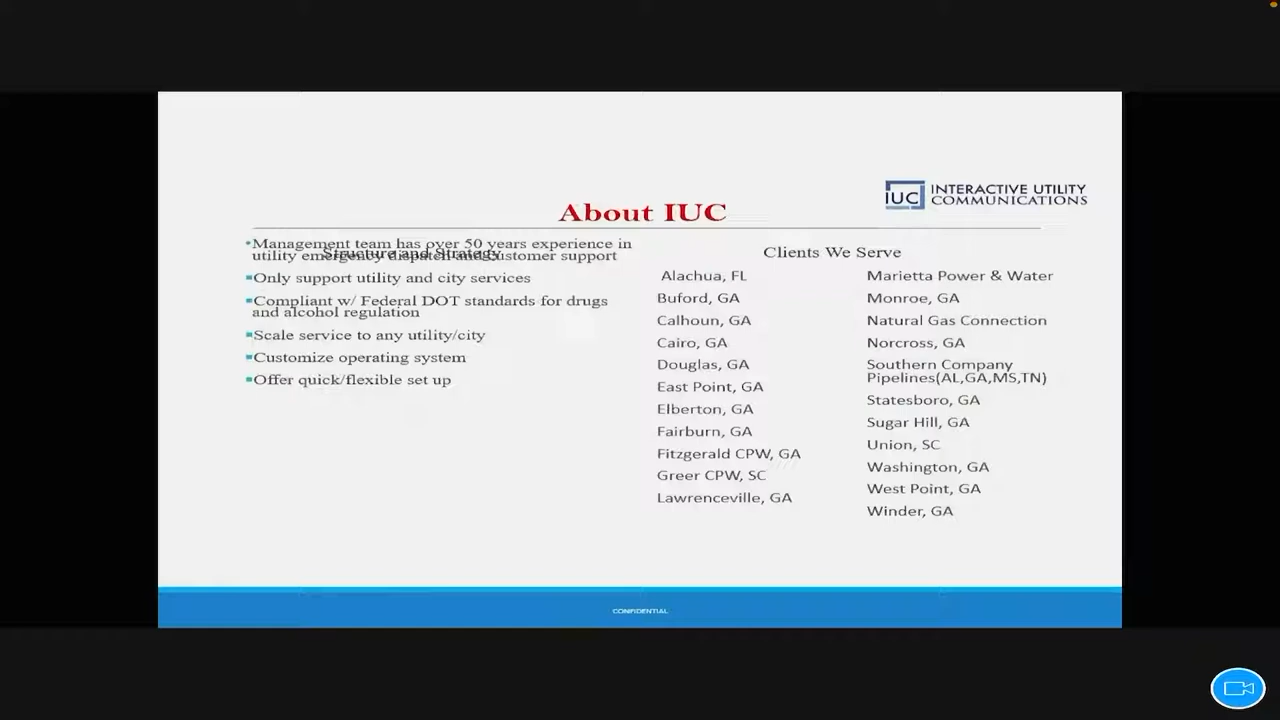 IUC INTERACTIVE UTILITY
COMMUNICATIONS
About IUC
Structure and Strategy
•Management team has over 50 years experience in
utility emergency dispatch and customer support
▪Only support utility and city services
▪Compliant w/ Federal DOT standards for drugs
and alcohol regulation
▪Scale service to any utility/city
▪Customize operating system
▪Offer quick/flexible set up
Clients We Serve
Alachua, FL
Buford, GA
Calhoun, GA
Cairo, GA
Douglas, GA
East Point, GA
Elberton, GA
Fairburn, GA
Fitzgerald CPW, GA
Greer CPW, SC
Lawrenceville, GA
Marietta Power & Water
Monroe, GA
Natural Gas Connection
Norcross, GA
Southern Company
Pipelines(AL,GA,MS,TN)
Statesboro, GA
Sugar Hill, GA
Union, SC
Washington, GA
West Point, GA
Winder, GA
CONFIDENTIAL